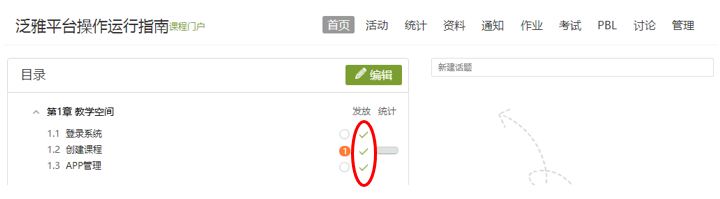 泛雅平台操作运行指南课程门户 首页 活动 统计 资料 通知 作业 考试 PBL 讨论 管理
目录 编辑
新建话题
第1章 教学空间 发放 统计
1.1 登录系统
1.2 创建课程 1
1.3 APP管理